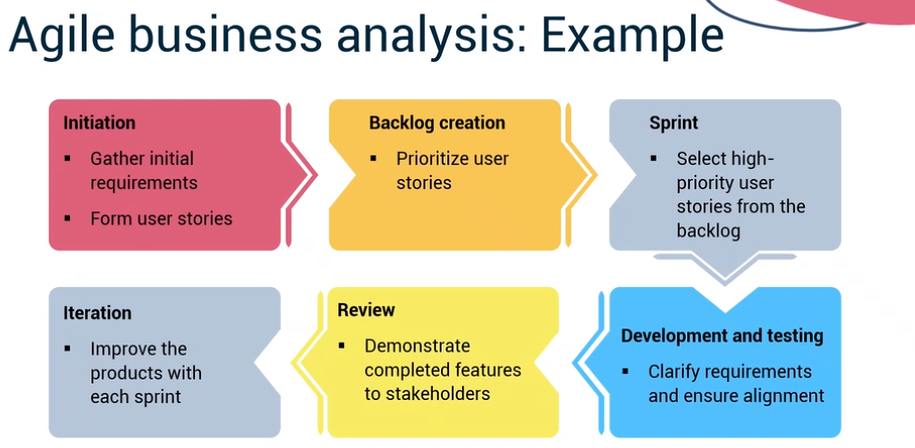 Agile business analysis: Example
Initiation
▪ Gather initial
requirements
▪ Form user stories
Backlog creation
▪ Prioritize user
stories
Sprint
▪ Select high-
priority user
stories from the
backlog
Development and testing
▪ Clarify requirements
and ensure alignment
Review
▪ Demonstrate
completed features
to stakeholders
Iteration
▪ Improve the
products with
each sprint